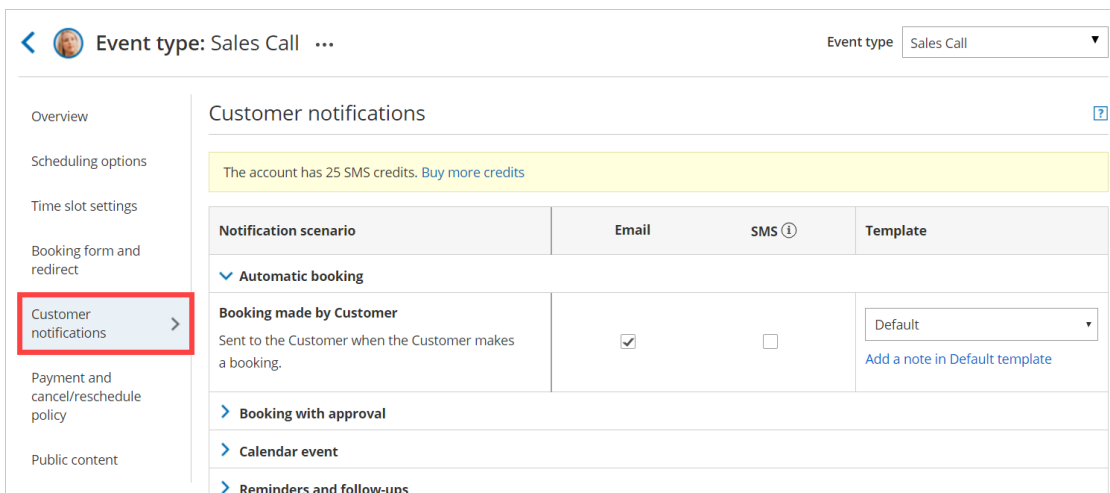 Event type: Sales Call ...
Event type
Sales Call
Overview
Scheduling options
Time slot settings
Booking form and
redirect
Customer
notifications
Payment and
cancel/reschedule
policy
Public content
Customer notifications
?
The account has 25 SMS credits. Buy more credits
Notification scenario
Email
SMS i
Template
Automatic booking
Booking made by Customer
Sent to the Customer when the Customer makes
a booking.
Default
Add a note in Default template
Booking with approval
Calendar event
Reminders and follow-ups